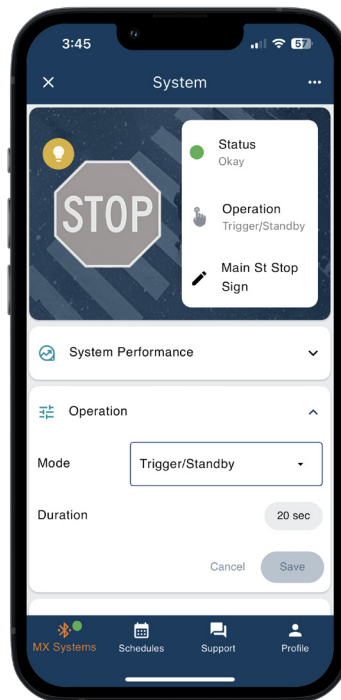 3:45
57
System
STOP
Status
Okay
Operation
Trigger/Standby
Main St Stop
Sign
System Performance
Operation
Mode
Trigger/Standby
Duration
20 sec
Cancel
Save
MX Systems
Schedules
Support
Profile